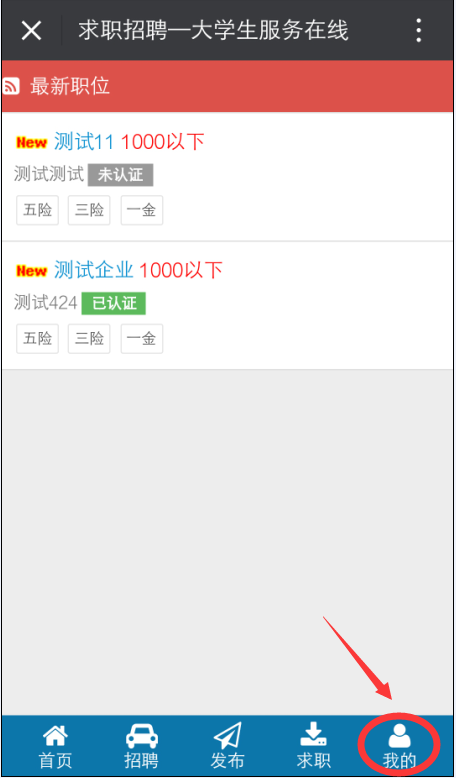 求职招聘—大学生服务在线
最新职位
New 测试11 1000以下
测试测试 未认证
五险 三险 一金
New 测试企业 1000以下
测试424 已认证
五险 三险 一金
首页 招聘 发布 求职 我的